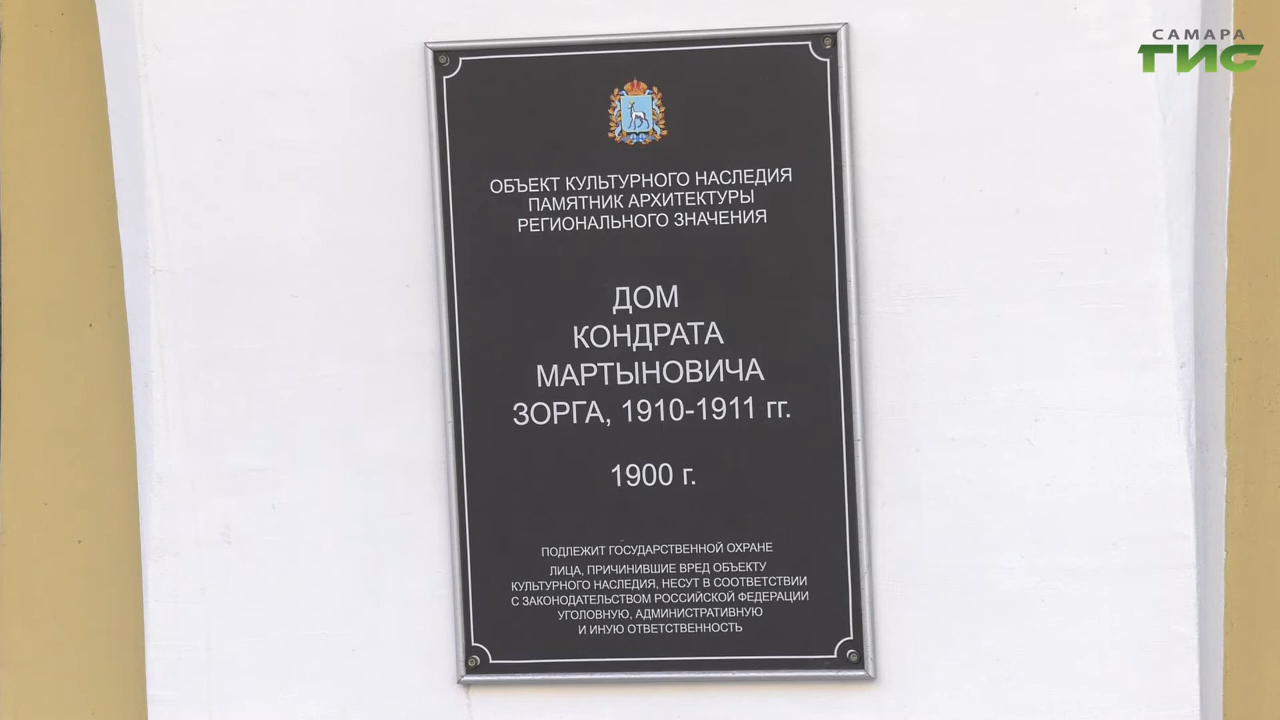 САМАРА
ГИС
ОБЪЕКТ КУЛЬТУРНОГО НАСЛЕДИЯ
ПАМЯТНИК АРХИТЕКТУРЫ
РЕГИОНАЛЬНОГО ЗНАЧЕНИЯ
ДОМ
КОНДРАТА
МАРТЫНОВИЧА
ЗОРГА, 1910-1911 гг.
1900 г.
ПОДЛЕЖИТ ГОСУДАРСТВЕННОЙ ОХРАНЕ
ЛИЦА, ПРИЧИНИВШИЕ ВРЕД ОБЪЕКТУ
КУЛЬТУРНОГО НАСЛЕДИЯ, НЕСУТ В СООТВЕТСТВИИ
С ЗАКОНОДАТЕЛЬСТВОМ РОССИЙСКОЙ ФЕДЕРАЦИИ
УГОЛОВНУЮ, АДМИНИСТРАТИВНУЮ
И ИНУЮ ОТВЕТСТВЕННОСТЬ